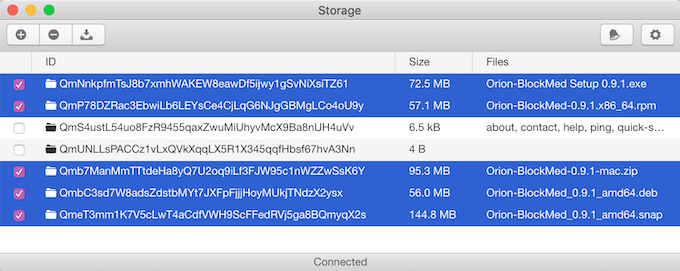 Storage
ID Size Files
QmNnkpfmTsJ8b7xmhWAKEW8eawDf5ijwy1gSvNiXsiTZ61 72.5 MB Orion-BlockMed Setup 0.9.1.exe
QmP78DZRac3EbwiLb6LEYsCe4CjLqG6NJgGBMgLCo4oU9y 57.1 MB Orion-BlockMed-0.9.1.x86_64.rpm
QmS4ustL54uo8FzR9455qaxZwuMiUhyvMcX9Ba8nUH4uVv 6.5 kB about, contact, help, ping, quick-s...
QmUNLLsPACCz1vLxQVkXqqLX5R1X345qqfHbsf67hvA3Nn 4 B
Qmb7ManMmTTtdeHa8yQ7U2oq9iLf3FJW95c1nWZZwSsK6Y 95.3 MB Orion-BlockMed-0.9.1-mac.zip
QmbC3sd7W8adsZdstbMYt7JXFpFjjjHoyMUkjTNdzX2ysx 56.0 MB Orion-BlockMed_0.9.1_amd64.deb
QmeT3mm1K7V5cLwT4aCdfVWH9ScFFedRVj5ga8BQmyqX2s 144.8 MB Orion-BlockMed_0.9.1_amd64.snap
Connected